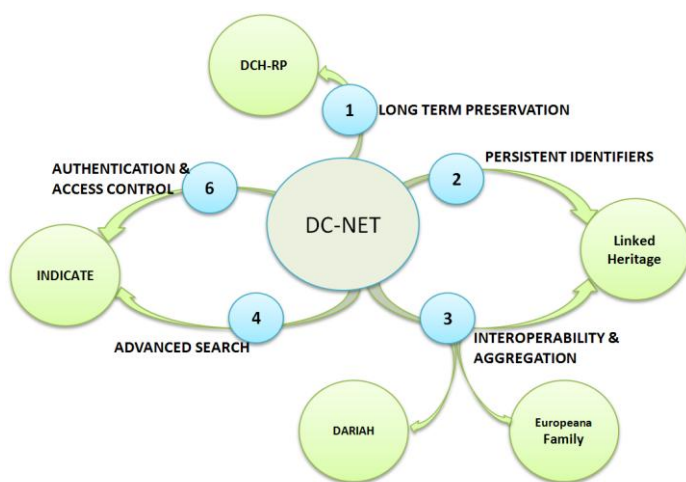 DCH-RP
1
LONG TERM PRESERVATION
AUTHENTICATION &
ACCESS CONTROL
6
2
PERSISTENT IDENTIFIERS
DC-NET
Linked
Heritage
INDICATE
4
ADVANCED SEARCH
3
INTEROPERABILITY &
AGGREGATION
DARIAH
Europeana
Family